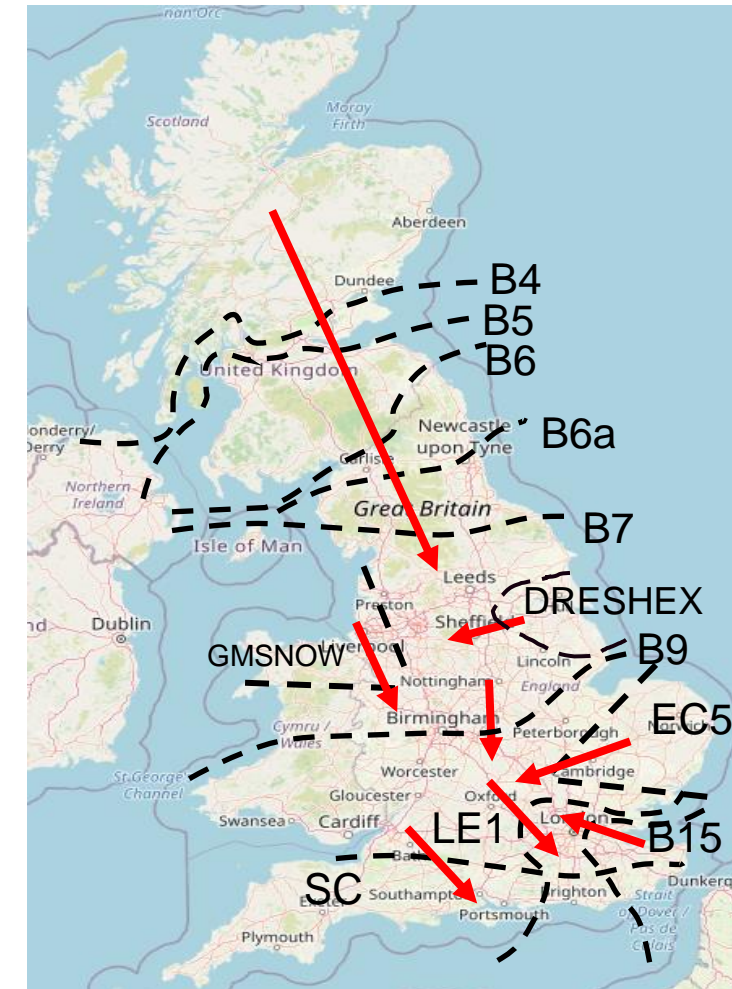 nan Orc
Moray
Firth
Scotland
Aberdeen
Dundee
B4
B5
United Kingdom
B6
onderry/
Derry
Newcastle
upon Tyne
B6a
Carlisle
Northern
Ireland
Great Britain
Isle of Man
B7
Leeds
Preston
DRESHEX
nd
Dublin
Sheffield
Liverpool
GMSNOW
B9
Lincoln
Nottingham
England
Birmingham
EC5
Norwich
Cymru /
Wales
Peterborough
St George's
Channel
Worcester
Cambridge
Gloucester
Oxford
Swansea
Cardiff
LE1
London
B15
Bath
SC
Exeter
Southampton
Brighton
Strait
of Dover /
Pas de
Calais
Dunkerq
Portsmouth
Plymouth